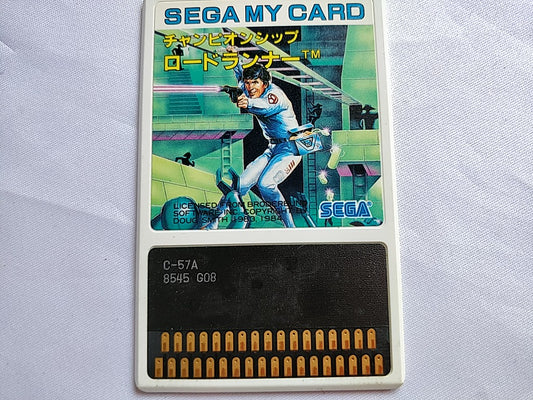 SEGA MY CARD
チャンピオンシップ
ロードランナー™
LICENSED FROM BRODERBUND
SOFTWARE, INC. COPYRIGHT BY
DOUG SMITH 1983, 1984
SEGA
C-57A
8545 G08